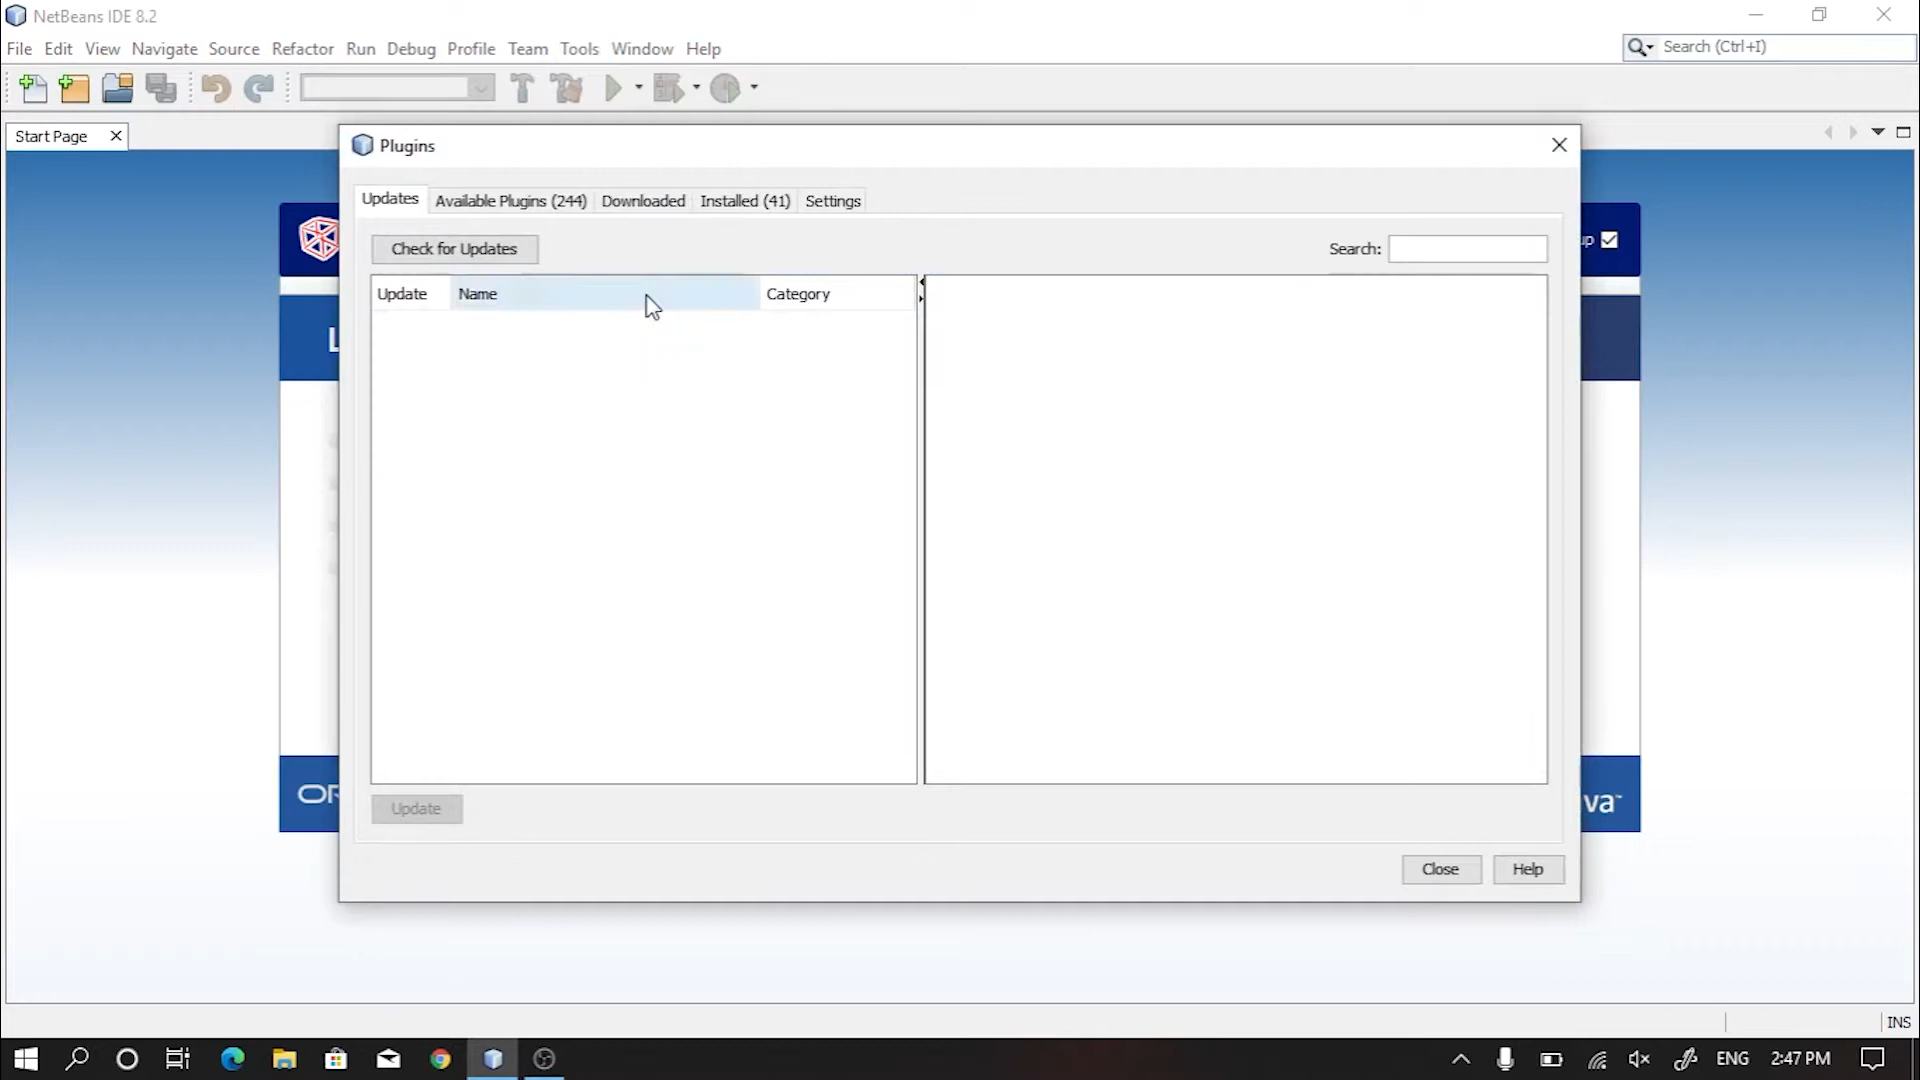 NetBeans IDE 8.2
File Edit View Navigate Source Refactor Run Debug Profile Team Tools Window Help
Search (Ctrl+I)
Start Page
Plugins
Updates Available Plugins (244) Downloaded Installed (41) Settings
Check for Updates
Search:
Update Name Category
Update
Close Help
INS
ENG 2:47 PM